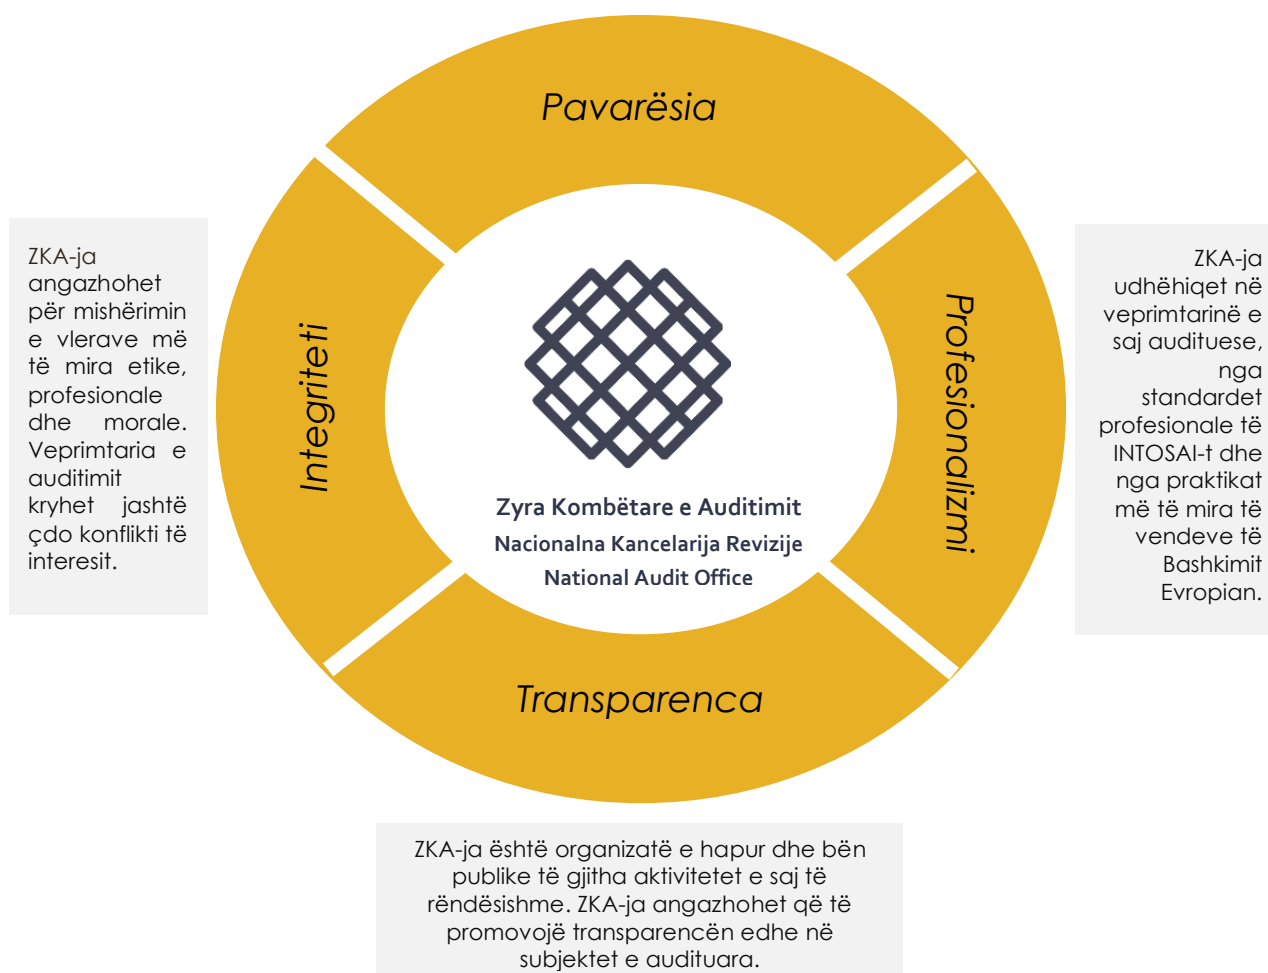 Pavarësia
ZKA-ja
angazhohet
për mishërimin
e vlerave më
të mira etike,
profesionale
dhe morale.
Veprimtaria e
auditimit
kryhet jashtë
çdo konflikti të
interesit.
Integriteti
Zyra Kombëtare e Auditimit
Nacionalna Kancelarija Revizije
National Audit Office
Profesionalizmi
ZKA-ja
udhëhiqet në
veprimtarinë e
saj audituese,
nga
standardet
profesionale të
INTOSAI-t dhe
nga praktikat
më të mira të
vendeve të
Bashkimit
Evropian.
Transparenca
ZKA-ja është organizatë e hapur dhe bën
publike të gjitha aktivitetet e saj të
rëndësishme. ZKA-ja angazhohet që të
promovojë transparencën edhe në
subjektet e audituara.